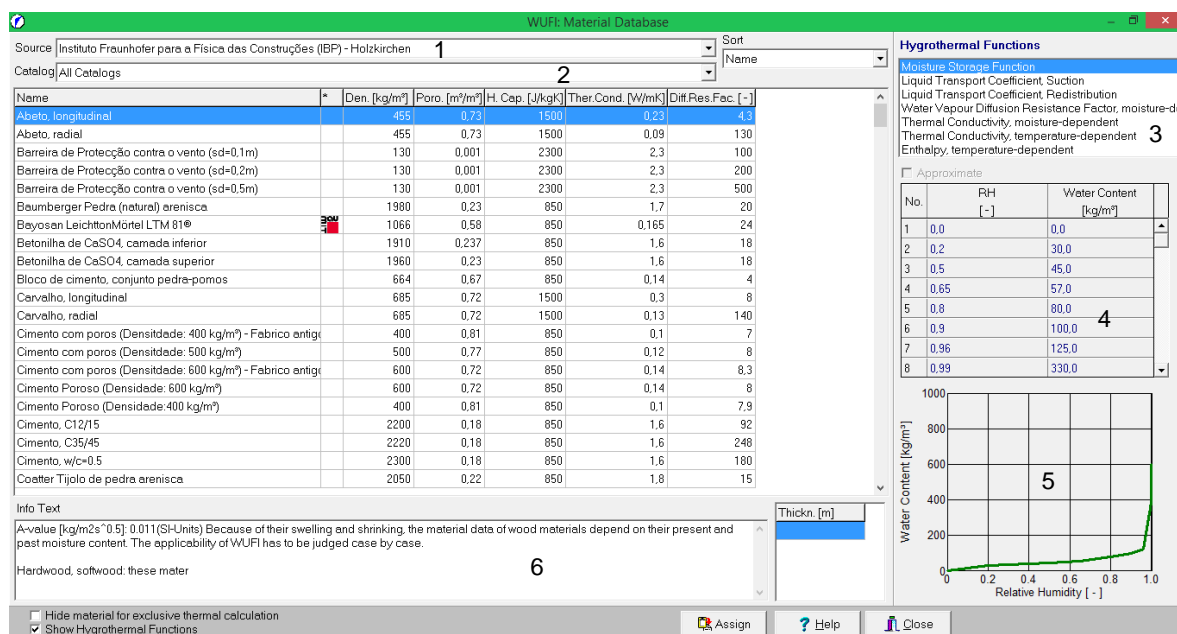 WUFI: Material Database
Source Instituto Fraunhofer para a Física das Construções (IBP) - Holzkirchen 1
Sort
Name
Catalog All Catalogs 2
Name * Den. [kg/m³] Poro. [m³/m³] H. Cap. [J/kgK] Ther.Cond. [W/mK] Diff.Res.Fac. [-]
Abeto, longitudinal 455 0,73 1500 0,23 4,3
Abeto, radial 455 0,73 1500 0,09 130
Barreira de Protecção contra o vento (sd=0,1m) 130 0,001 2300 2,3 100
Barreira de Protecção contra o vento (sd=0,2m) 130 0,001 2300 2,3 200
Barreira de Protecção contra o vento (sd=0,5m) 130 0,001 2300 2,3 500
Baumberger Pedra (natural) arenisca 1980 0,23 850 1,7 20
Bayosan LeichttonMörtel LTM 81® 1066 0,58 850 0,165 24
Betonilha de CaSO4, camada inferior 1910 0,237 850 1,6 18
Betonilha de CaSO4, camada superior 1960 0,23 850 1,6 18
Bloco de cimento, conjunto pedra-pomos 664 0,67 850 0,14 4
Carvalho, longitudinal 685 0,72 1500 0,3 8
Carvalho, radial 685 0,72 1500 0,13 140
Cimento com poros (Densitdade: 400 kg/m³) - Fabrico antig 400 0,81 850 0,1 7
Cimento com poros (Densitdade: 500 kg/m³) 500 0,77 850 0,12 8
Cimento com poros (Densitdade: 600 kg/m³) - Fabrico antig 600 0,72 850 0,14 8,3
Cimento Poroso (Densidade: 600 kg/m³) 600 0,72 850 0,14 8
Cimento Poroso (Densidade:400 kg/m³) 400 0,81 850 0,1 7,9
Cimento, C12/15 2200 0,18 850 1,6 92
Cimento, C35/45 2220 0,18 850 1,6 248
Cimento, w/c=0.5 2300 0,18 850 1,6 180
Coatter Tijolo de pedra arenisca 2050 0,22 850 1,8 15
Info Text
A-value [kg/m2s^0.5]: 0.011(SI-Units) Because of their swelling and shrinking, the material data of wood materials depend on their present and
past moisture content. The applicability of WUFI has to be judged case by case.
Hardwood, softwood: these mater
6
Thickn. [m]
Hide material for exclusive thermal calculation
Show Hygrothermal Functions
Assign
? Help
Close
Hygrothermal Functions
Moisture Storage Function
Liquid Transport Coefficient, Suction
Liquid Transport Coefficient, Redistribution
Water Vapour Diffusion Resistance Factor, moisture-d
Thermal Conductivity, moisture-dependent
Thermal Conductivity, temperature-dependent 3
Enthalpy, temperature-dependent
Approximate
No. RH Water Content
[-] [kg/m³]
1 0,0 0,0
2 0,2 30,0
3 0,5 45,0
4 0,65 57,0
5 0,8 80,0
6 0,9 100,0
7 0,96 125,0
8 0,99 330,0
4
1000
800
600
400
200
0
Water Content [kg/m³]
5
0 0.2 0.4 0.6 0.8 1.0
Relative Humidity [ - ]